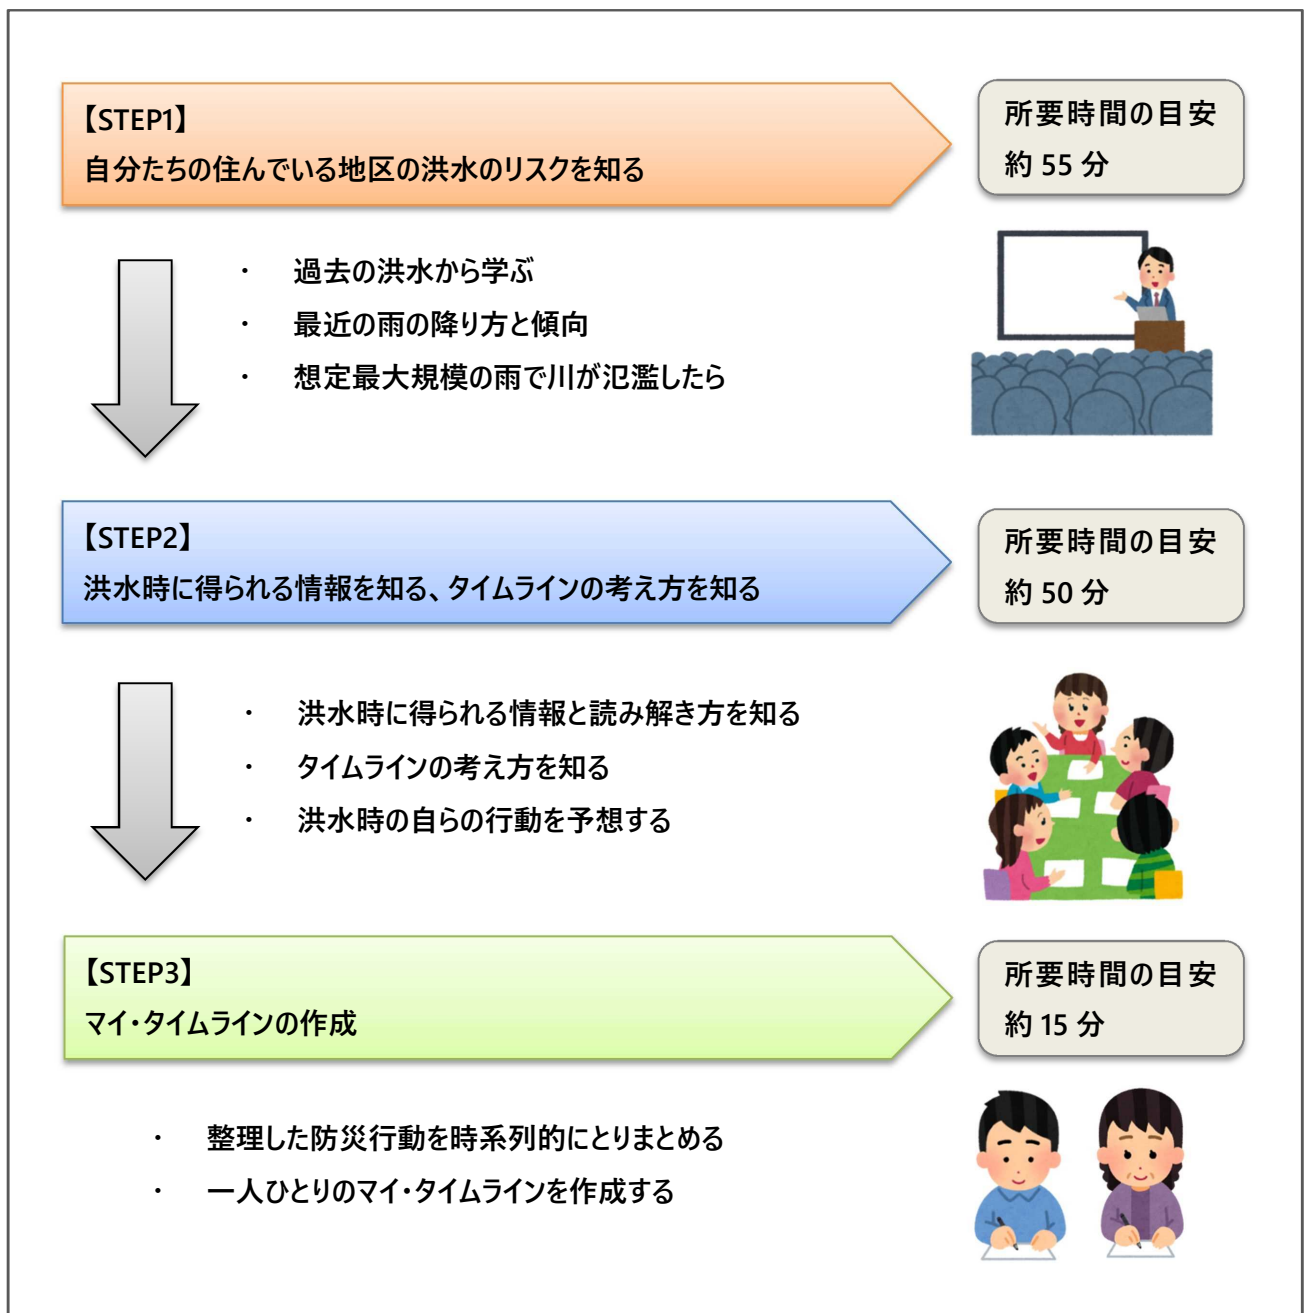 【STEP1】
自分たちの住んでいる地区の洪水のリスクを知る
所要時間の目安
約 55 分
・ 過去の洪水から学ぶ
・ 最近の雨の降り方と傾向
・ 想定最大規模の雨で川が氾濫したら
【STEP2】
洪水時に得られる情報を知る、タイムラインの考え方を知る
所要時間の目安
約 50 分
・ 洪水時に得られる情報と読み解き方を知る
・ タイムラインの考え方を知る
・ 洪水時の自らの行動を予想する
【STEP3】
マイ・タイムラインの作成
所要時間の目安
約 15 分
・ 整理した防災行動を時系列的にとりまとめる
・ 一人ひとりのマイ・タイムラインを作成する